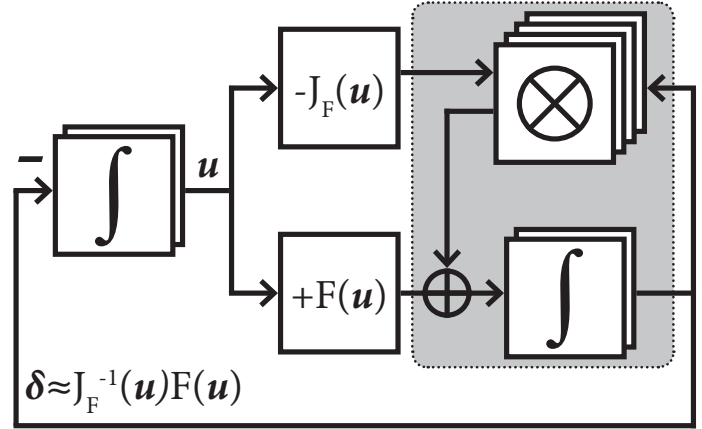 -J_F(u)
− ∫ u
⊗
+F(u) ⊕ ∫
δ≈J_F^-1(u)F(u)